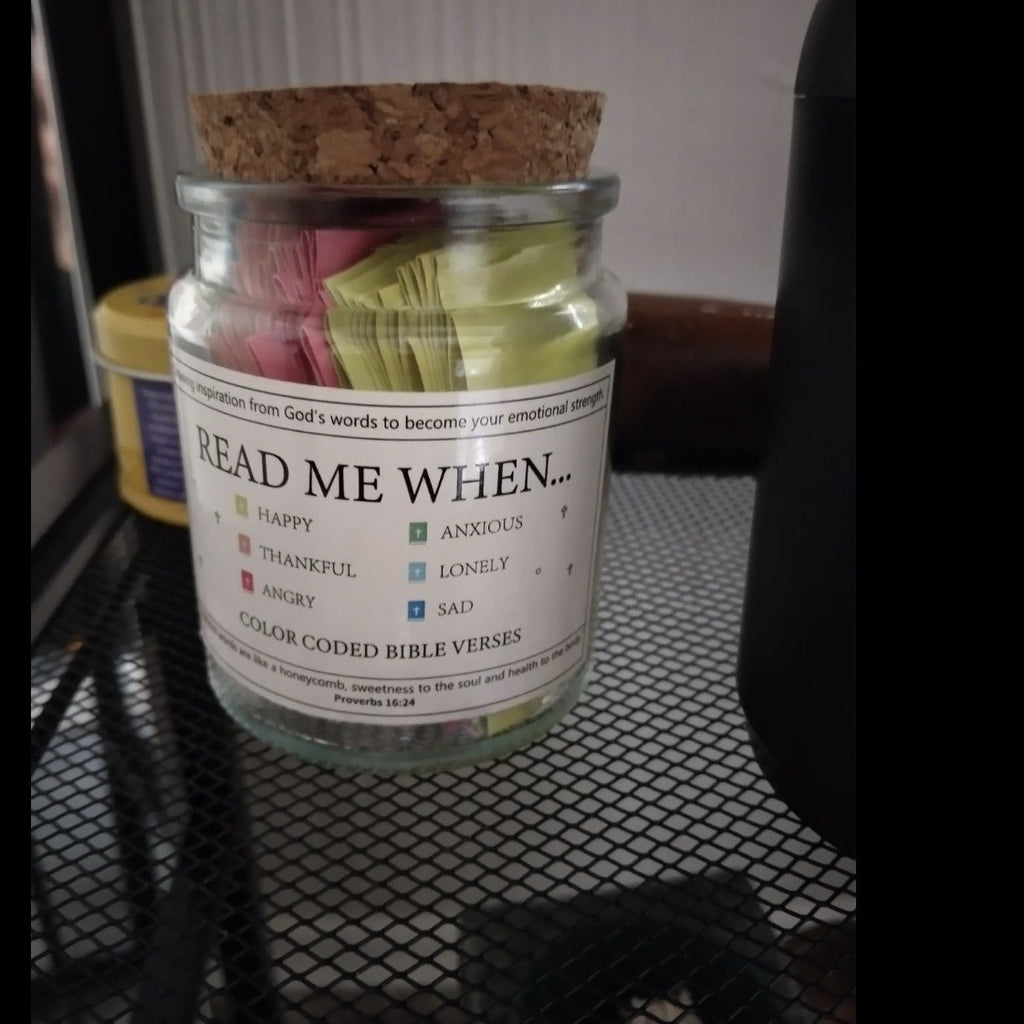 inspiration from God's words to become your emotional strength.
READ ME WHEN...
HAPPY
ANXIOUS
THANKFUL
LONELY
ANGRY
SAD
COLOR CODED BIBLE VERSES
words are like a honeycomb, sweetness to the soul and health to the
Proverbs 16:24